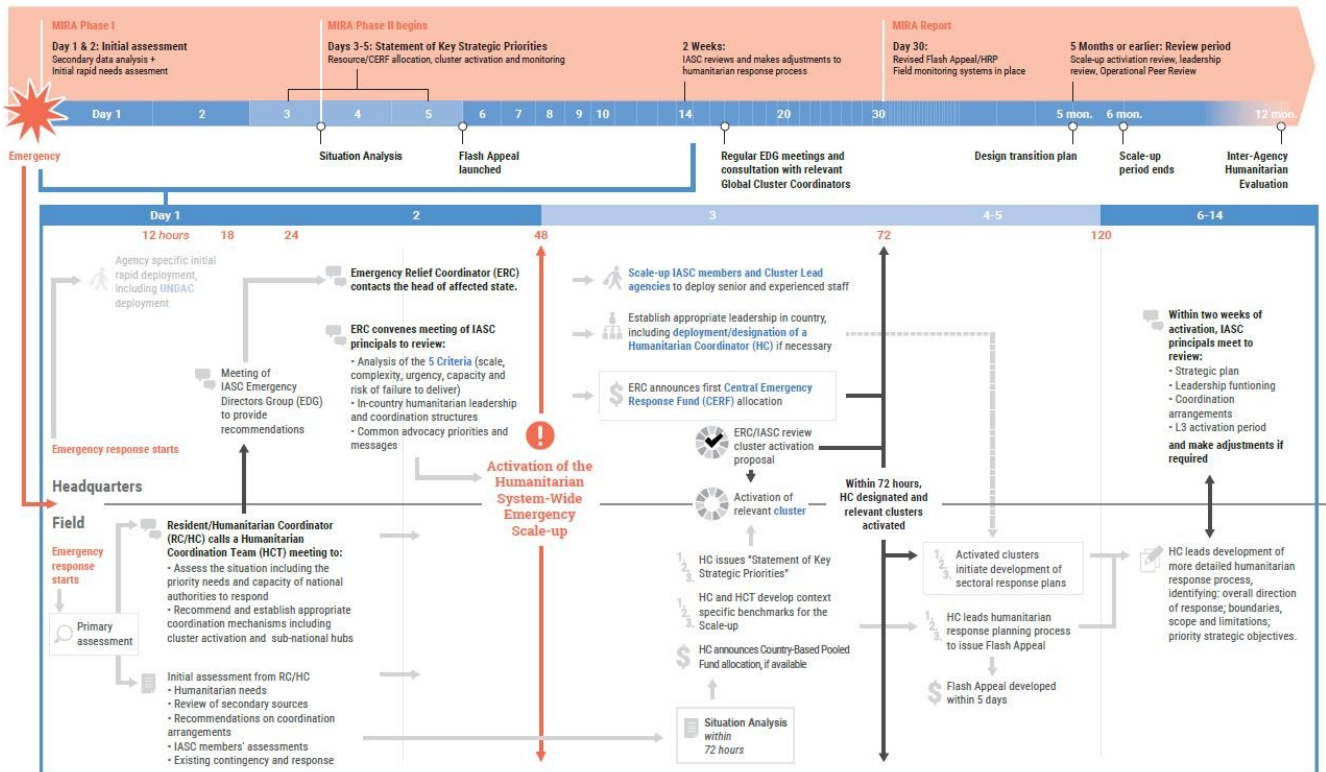 MIRA Phase I
Day 1 & 2: Initial assessment
Secondary data analysis +
Initial rapid needs assesment
MIRA Phase II begins
Days 3-5: Statement of Key Strategic Priorities
Resource/CERF allocation, cluster activation and monitoring
2 Weeks:
IASC reviews and makes adjustments to
humanitarian response process
MIRA Report
Day 30:
Revised Flash Appeal/HRP
Field monitoring systems in place
5 Months or earlier: Review period
Scale-up activiation review, leadership
review, Operational Peer Review
Day 1 2 3 4 5 6 7 8 9 10 14 20 30 5 mon. 6 mon. 12 mon.
Emergency
Situation Analysis
Flash Appeal
launched
Regular EDG meetings and
consultation with relevant
Global Cluster Coordinators
Design transition plan
Scale-up
period ends
Inter-Agency
Humanitarian
Evaluation
Day 1 2 3 4-5 6-14
12 hours 18 24 48 72 120
Agency specific initial
rapid deployment,
including UNDAC
deployment
Emergency response starts
Meeting of
IASC Emergency
Directors Group (EDG)
to provide
recommendations
Emergency Relief Coordinator (ERC)
contacts the head of affected state.
ERC convenes meeting of IASC
principals to review:
• Analysis of the 5 Criteria (scale,
complexity, urgency, capacity and
risk of failure to deliver)
• In-country humanitarian leadership
and coordination structures
• Common advocacy priorities and
messages
Activation of the
Humanitarian
System-Wide
Emergency
Scale-up
Scale-up IASC members and Cluster Lead
agencies to deploy senior and experienced staff
Establish appropriate leadership in country,
including deployment/designation of a
Humanitarian Coordinator (HC) if necessary
ERC announces first Central Emergency
Response Fund (CERF) allocation
ERC/IASC review
cluster activation
proposal
Activation of
relevant cluster
Within 72 hours,
HC designated and
relevant clusters
activated
Within two weeks of
activation, IASC
principals meet to
review:
• Strategic plan
• Leadership funtioning
• Coordination
arrangements
• L3 activation period
and make adjustments if
required
Headquarters
Field
Emergency
response
starts
Primary
assessment
Resident/Humanitarian Coordinator
(RC/HC) calls a Humanitarian
Coordination Team (HCT) meeting to:
• Assess the situation including the
priority needs and capacity of national
authorities to respond
• Recommend and establish appropriate
coordination mechanisms including
cluster activation and sub-national hubs
Initial assessment from RC/HC
• Humanitarian needs
• Review of secondary sources
• Recommendations on coordination
arrangements
• IASC members' assessments
• Existing contingency and response
1. 2. 3.
HC issues "Statement of Key
Strategic Priorities"
1. 2. 3.
HC and HCT develop context
specific benchmarks for the
Scale-up
$
HC announces Country-Based Pooled
Fund allocation, if available
Situation Analysis
within
72 hours
1. 2. 3.
Activated clusters
initiate development of
sectoral response plans
1. 2. 3.
HC leads humanitarian
response planning process
to issue Flash Appeal
$
Flash Appeal developed
within 5 days
HC leads development of
more detailed humanitarian
response process,
identifying: overall direction
of response; boundaries,
scope and limitations;
priority strategic objectives.